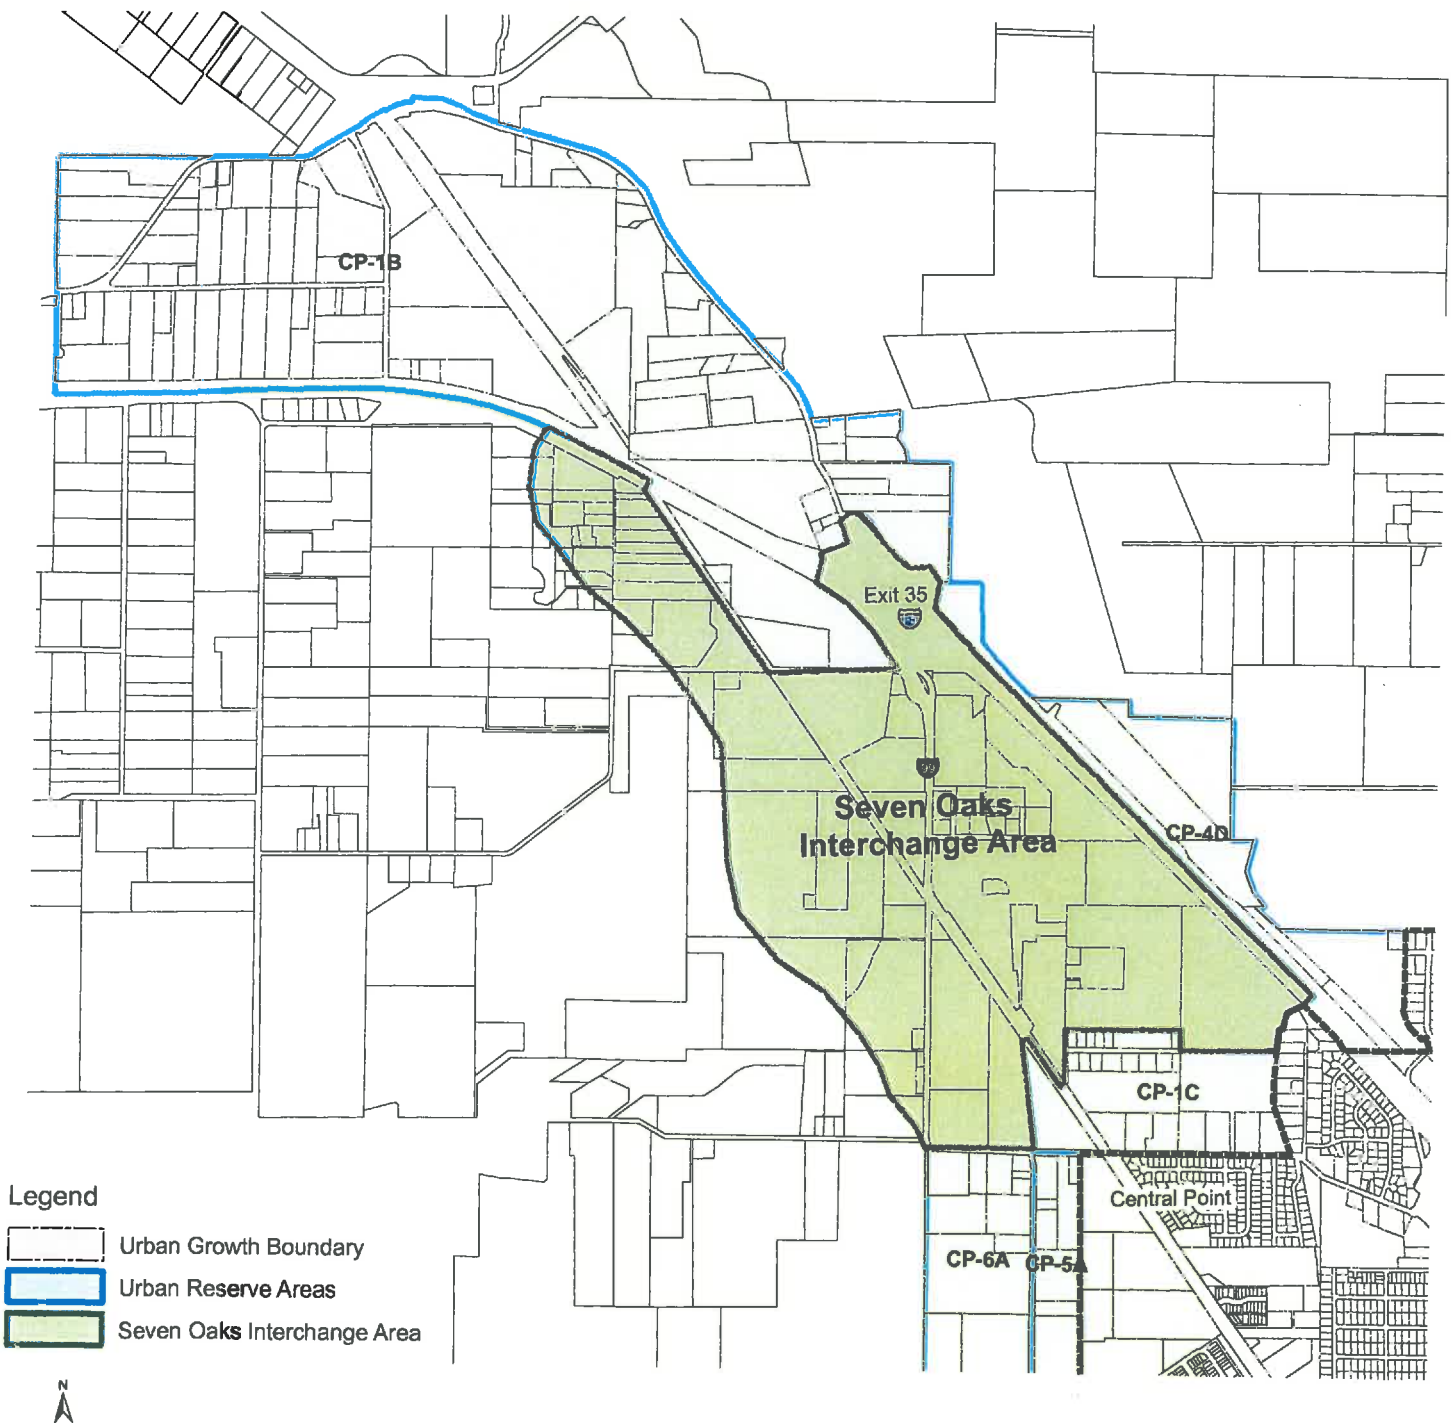 CP-1B
Exit 35
99
Seven Oaks
Interchange Area
CP-4D
CP-1C
Central Point
CP-6A
CP-5A
Legend
Urban Growth Boundary
Urban Reserve Areas
Seven Oaks Interchange Area
N